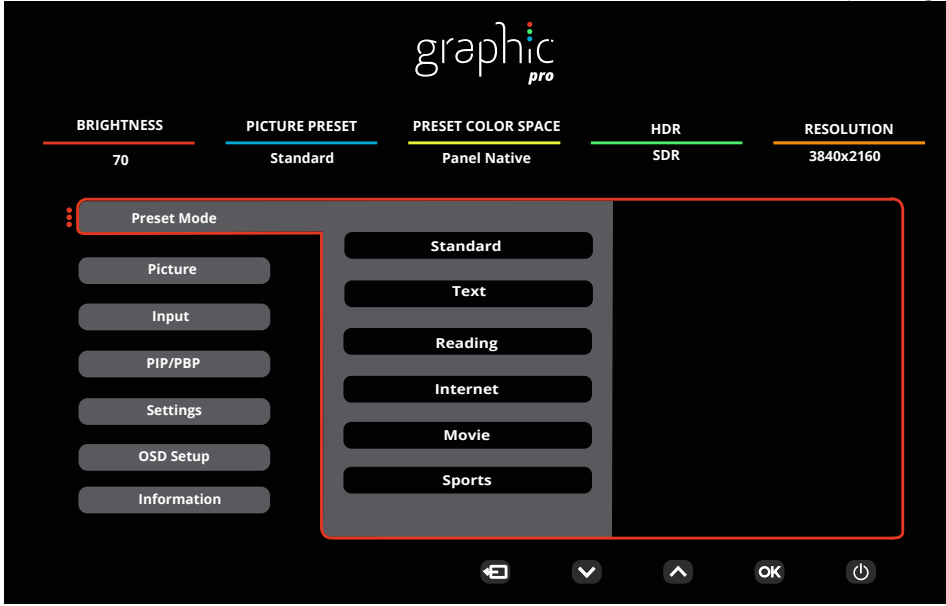 graphic
pro
BRIGHTNESS
70
PICTURE PRESET
Standard
PRESET COLOR SPACE
Panel Native
HDR
SDR
RESOLUTION
3840x2160
Preset Mode
Picture
Input
PIP/PBP
Settings
OSD Setup
Information
Standard
Text
Reading
Internet
Movie
Sports
OK